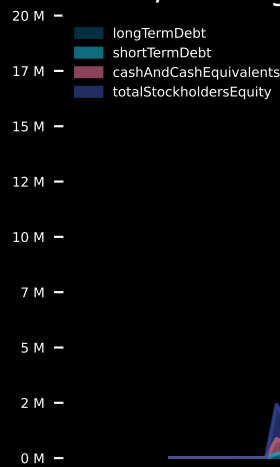 20 M
longTermDebt
shortTermDebt
17 M
cashAndCashEquivalents
totalStockholdersEquity
15 M
12 M
10 M
7 M
5 M
2 M
0 M